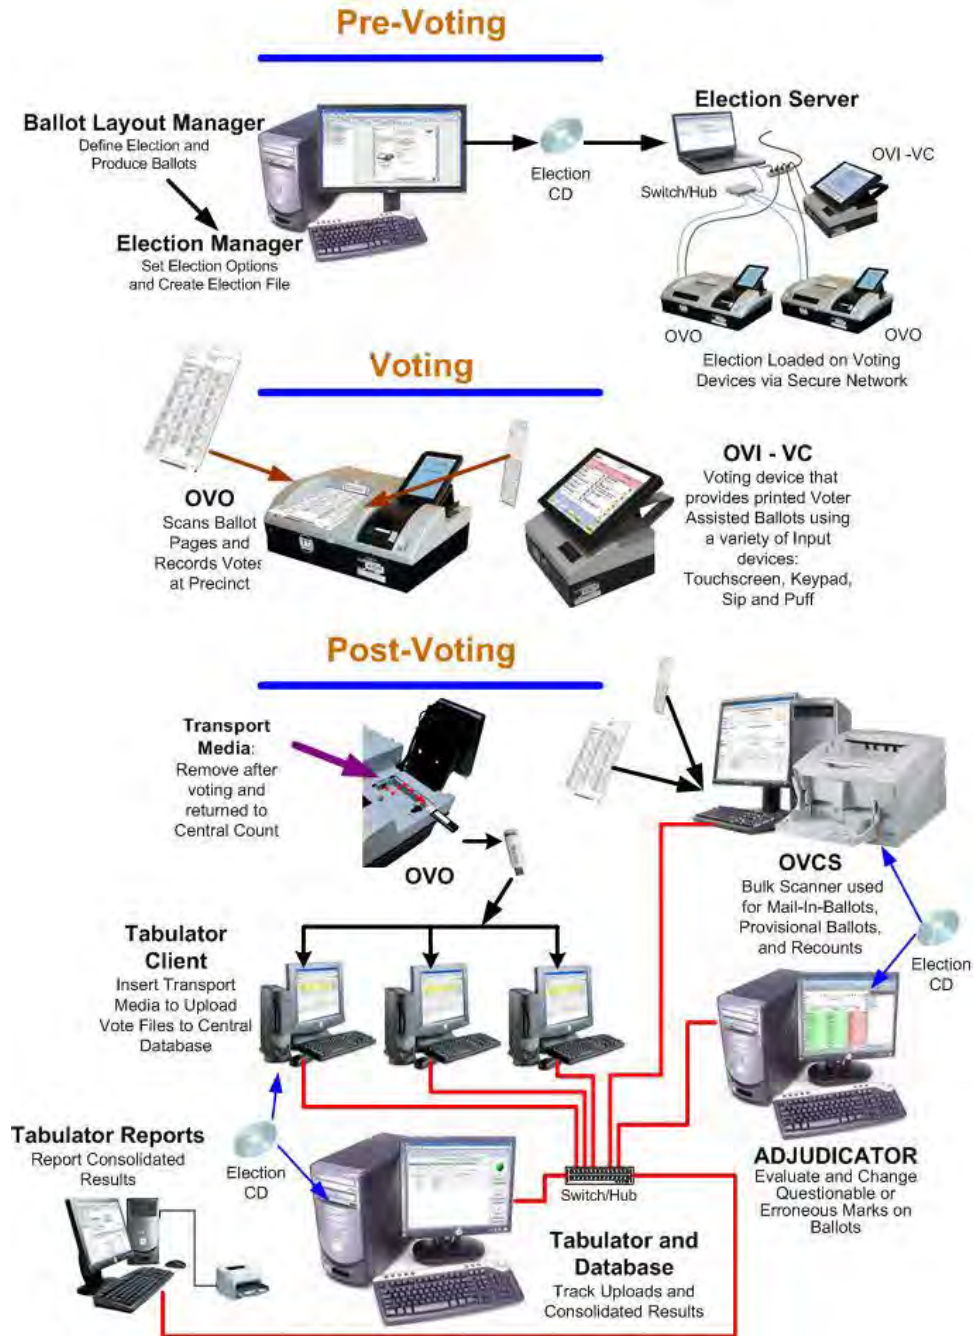 Pre-Voting
Ballot Layout Manager
Define Election and
Produce Ballots
Election Manager
Set Election Options
and Create Election File
Election
CD
Election Server
OVI -VC
Switch/Hub
OVO
OVO
Election Loaded on Voting
Devices via Secure Network
Voting
OVO
Scans Ballot
Pages and
Records Votes
at Precinct
OVI - VC
Voting device that
provides printed Voter
Assisted Ballots using
a variety of Input
devices:
Touchscreen, Keypad,
Sip and Puff
Post-Voting
Transport
Media:
Remove after
voting and
returned to
Central Count
OVO
OVCS
Bulk Scanner used
for Mail-In-Ballots,
Provisional Ballots,
and Recounts
Election
CD
Tabulator
Client
Insert Transport
Media to Upload
Vote Files to Central
Database
Tabulator Reports
Report Consolidated
Results
Election
CD
Switch/Hub
Tabulator and
Database
Track Uploads and
Consolidated Results
ADJUDICATOR
Evaluate and Change
Questionable or
Erroneous Marks on
Ballots